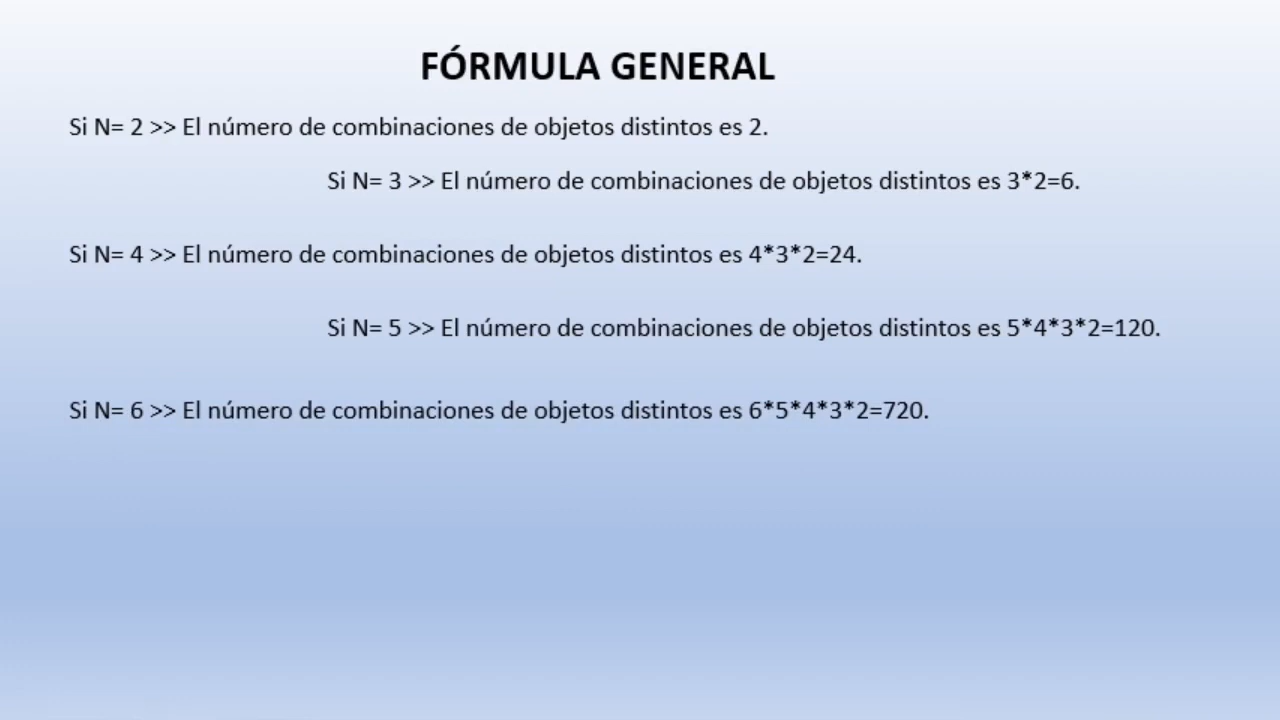 FÓRMULA GENERAL
Si N= 2 >> El número de combinaciones de objetos distintos es 2.
Si N= 3 >> El número de combinaciones de objetos distintos es 3*2=6.
Si N= 4 >> El número de combinaciones de objetos distintos es 4*3*2=24.
Si N= 5 >> El número de combinaciones de objetos distintos es 5*4*3*2=120.
Si N= 6 >> El número de combinaciones de objetos distintos es 6*5*4*3*2=720.